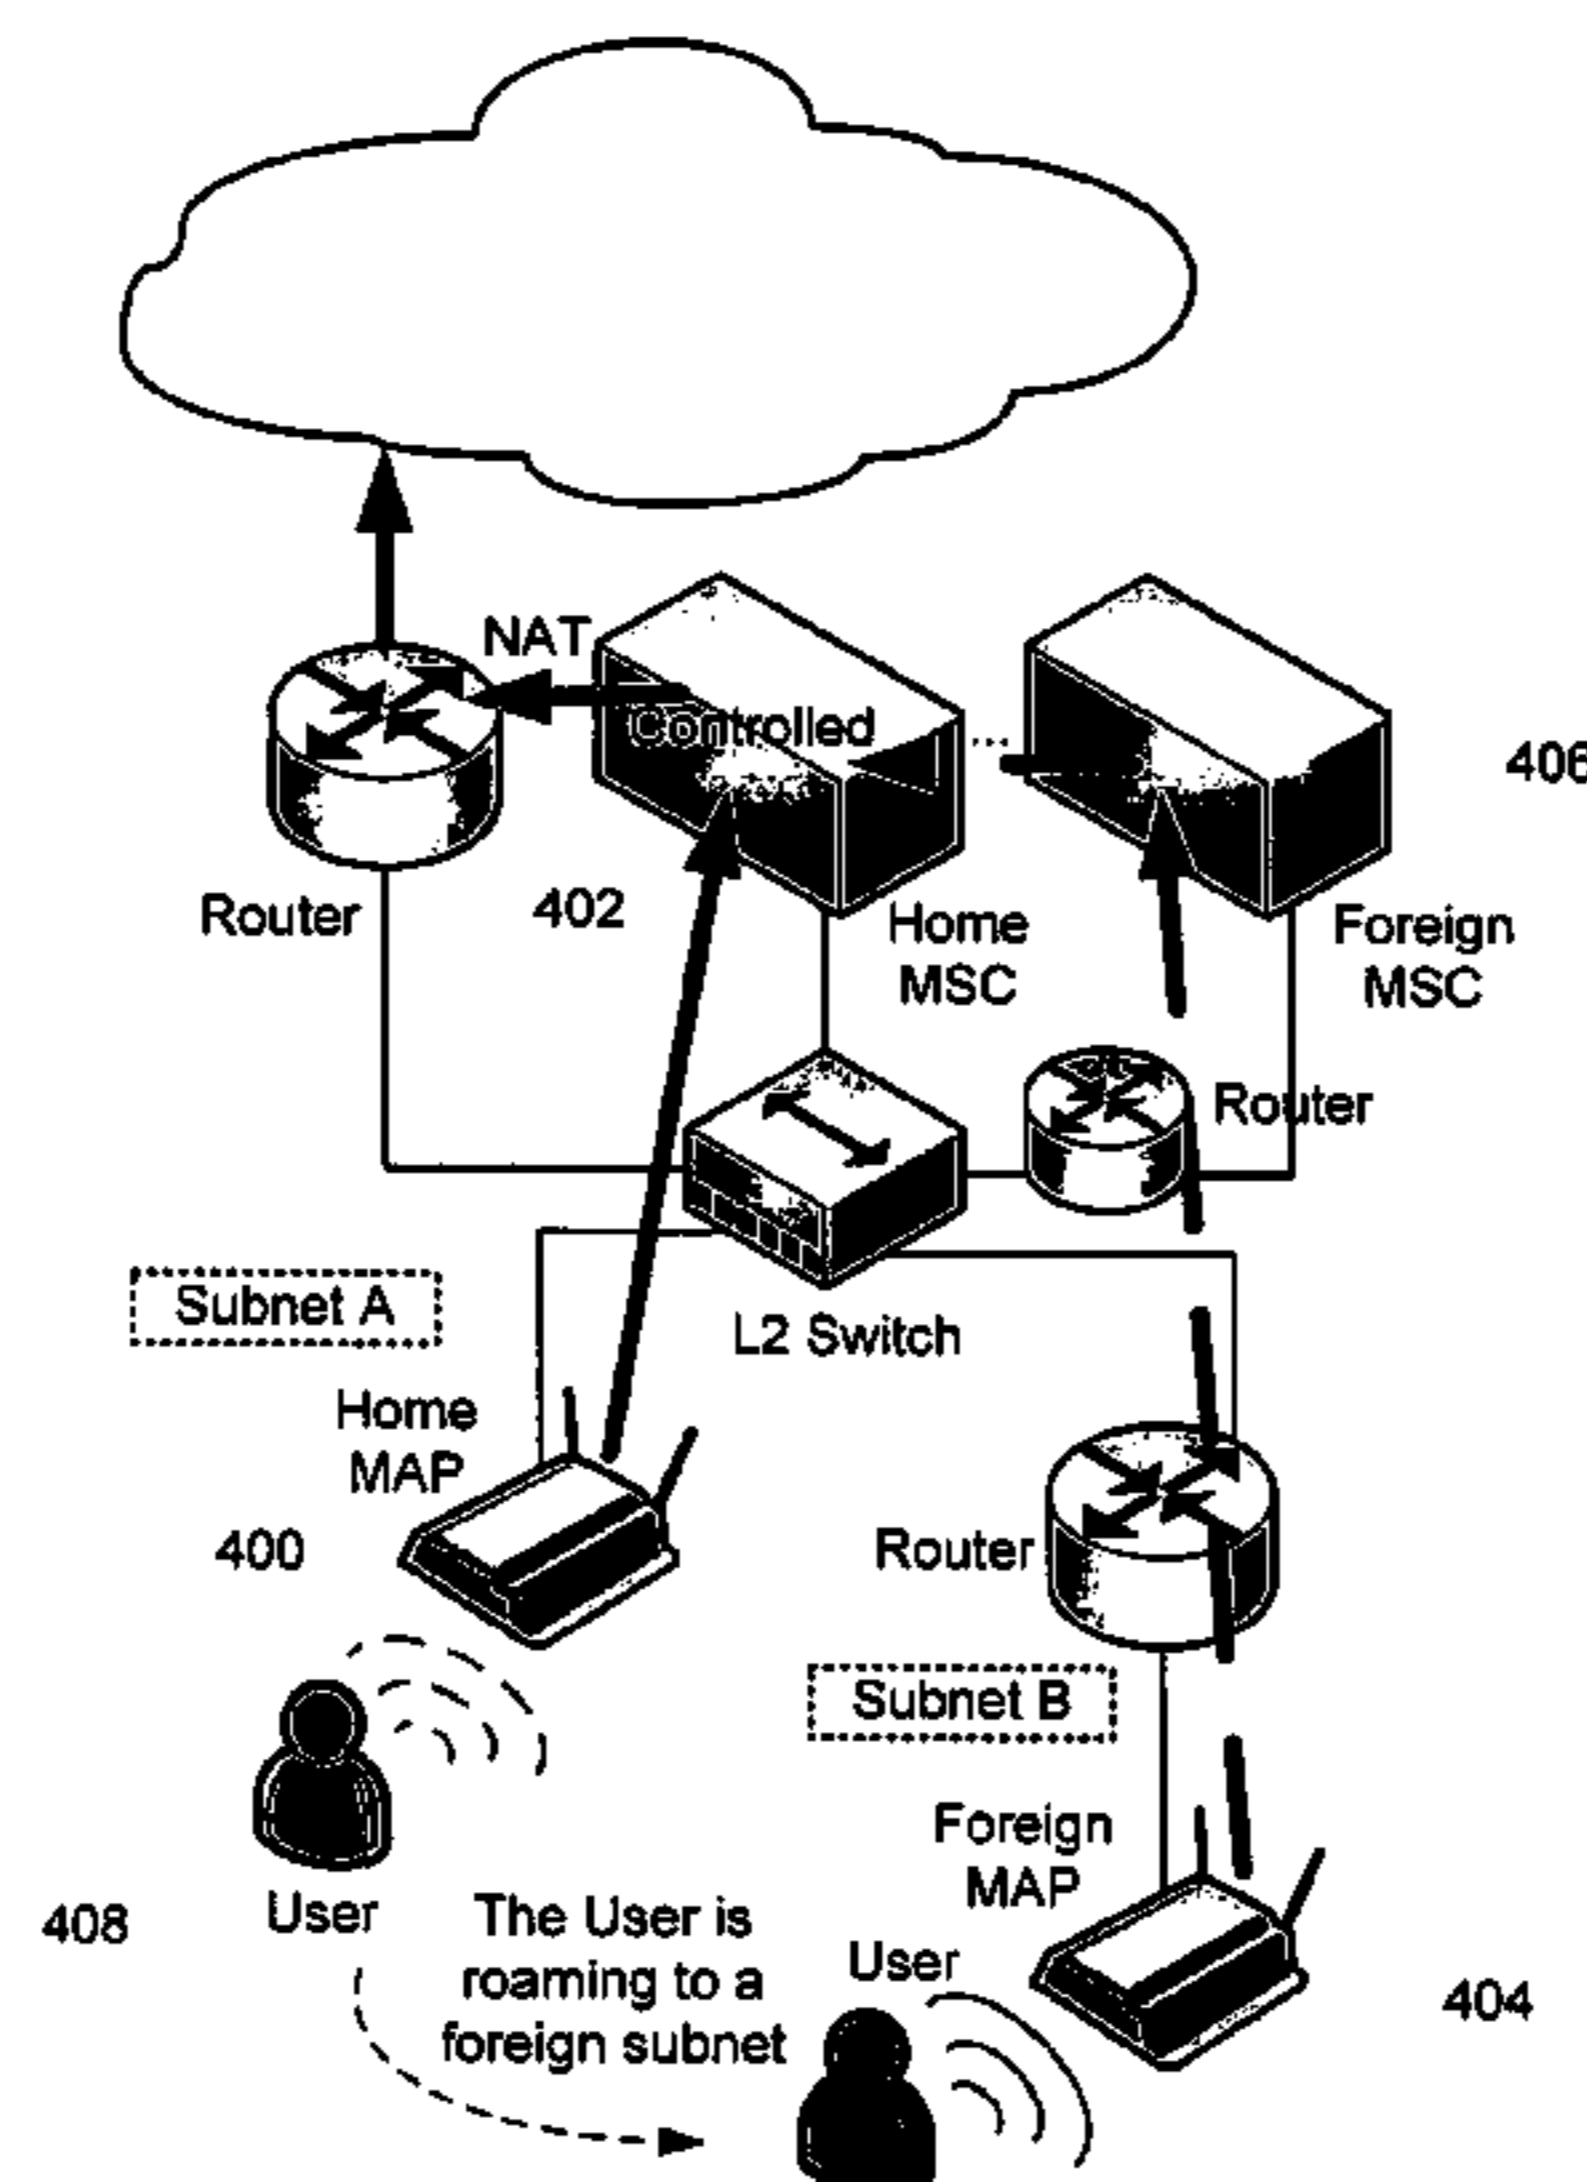 NAT
Controlled
406
Router
402
Home
MSC
Foreign
MSC
Router
Subnet A
L2 Switch
Home
MAP
400
Router
Subnet B
Foreign
MAP
User
408
The User is
roaming to a
foreign subnet
User
404